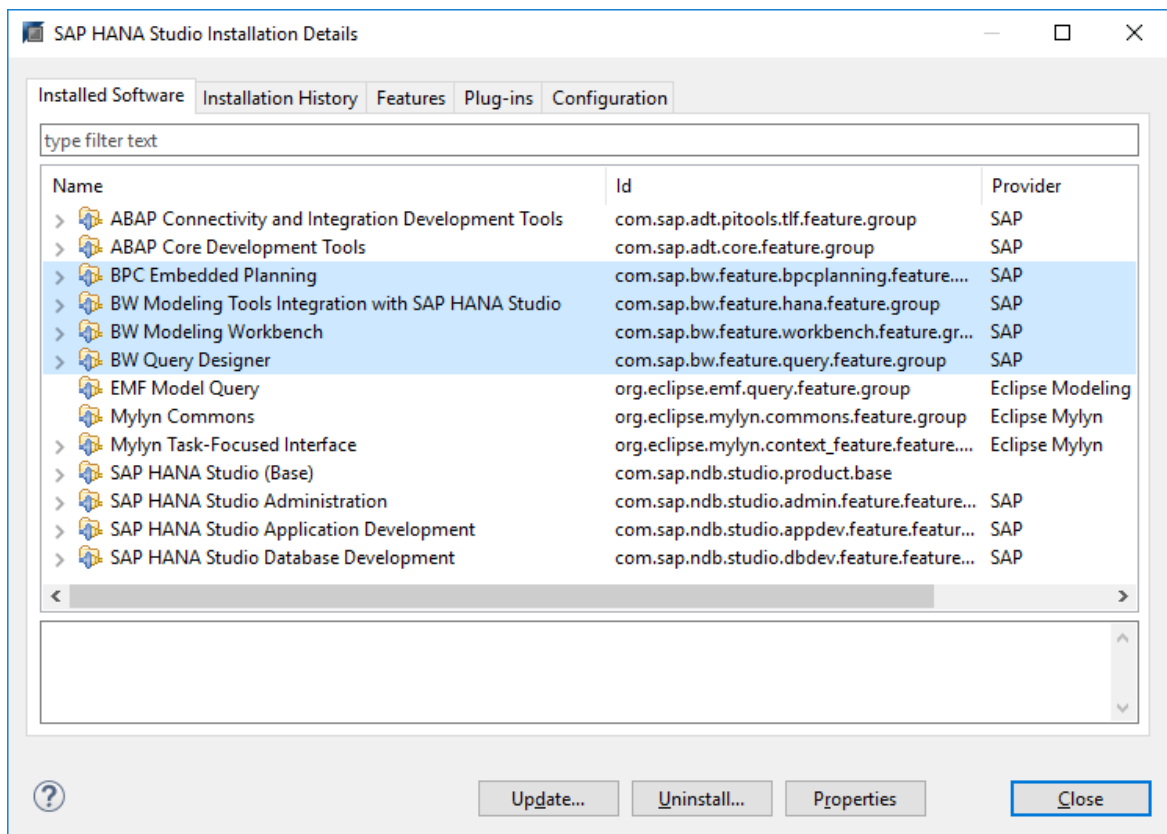 SAP HANA Studio Installation Details
Installed Software Installation History Features Plug-ins Configuration
type filter text
Name Id Provider
ABAP Connectivity and Integration Development Tools com.sap.adt.pitools.tlf.feature.group SAP
ABAP Core Development Tools com.sap.adt.core.feature.group SAP
BPC Embedded Planning com.sap.bw.feature.bpcplanning.feature.... SAP
BW Modeling Tools Integration with SAP HANA Studio com.sap.bw.feature.hana.feature.group SAP
BW Modeling Workbench com.sap.bw.feature.workbench.feature.gr... SAP
BW Query Designer com.sap.bw.feature.query.feature.group SAP
EMF Model Query org.eclipse.emf.query.feature.group Eclipse Modeling
Mylyn Commons org.eclipse.mylyn.commons.feature.group Eclipse Mylyn
Mylyn Task-Focused Interface org.eclipse.mylyn.context_feature.feature.... Eclipse Mylyn
SAP HANA Studio (Base) com.sap.ndb.studio.product.base
SAP HANA Studio Administration com.sap.ndb.studio.admin.feature.feature... SAP
SAP HANA Studio Application Development com.sap.ndb.studio.appdev.feature.featur... SAP
SAP HANA Studio Database Development com.sap.ndb.studio.dbdev.feature.feature... SAP
? Update... Uninstall... Properties Close